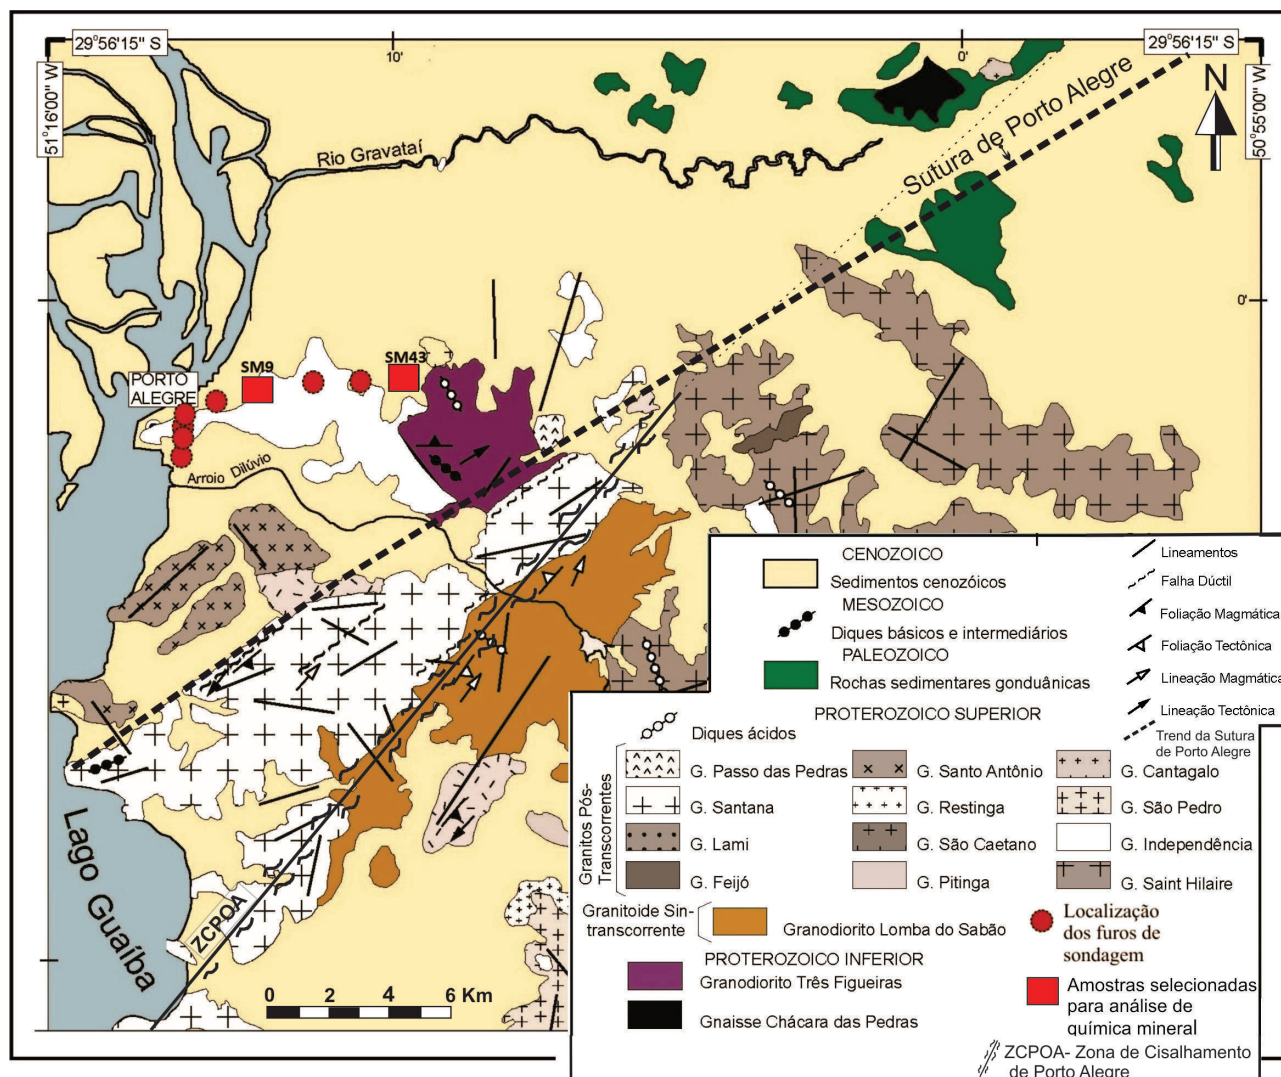 29°56'15" S
10'
0'
29°56'15" S
51°16'00" W
50°55'00" W
N
Rio Gravataí
Sutura de Porto Alegre
0'
SM9
SM43
PORTO
ALEGRE
Arroio Dilúvio
Lago Guaíba
ZCPOA
0 2 4 6 Km
CENOZOICO
Sedimentos cenozóicos
MESOZOICO
Diques básicos e intermediários
PALEOZOICO
Rochas sedimentares gonduânicas
Lineamentos
Falha Dúctil
Foliação Magmática
Foliação Tectônica
Lineação Magmática
Lineação Tectônica
Trend da Sutura
de Porto Alegre
PROTEROZOICO SUPERIOR
Diques ácidos
Granitos Pós-
Transcorrentes
G. Passo das Pedras
G. Santo Antônio
G. Cantagalo
G. Santana
G. Restinga
G. São Pedro
G. Lami
G. São Caetano
G. Independência
G. Feijó
G. Pitinga
G. Saint Hilaire
Granitoide Sin-
transcorrente
Granodiorito Lomba do Sabão
PROTEROZOICO INFERIOR
Granodiorito Três Figueiras
Gnaisse Chácara das Pedras
Localização
dos furos de
sondagem
Amostras selecionadas
para análise de
química mineral
ZCPOA- Zona de Cisalhamento
de Porto Alegre